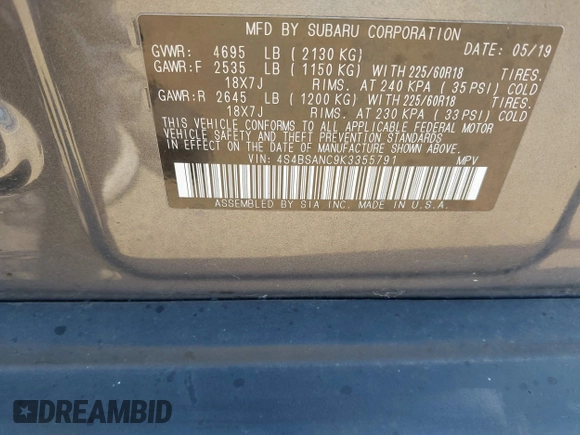 MFD BY SUBARU CORPORATION
GVWR: 4695 LB ( 2130 KG) DATE: 05/19
GAWR:F 2535 LB ( 1150 KG) WITH 225/60R18 TIRES.
18X7J RIMS. AT 240 KPA ( 35 PSI) COLD
GAWR:R 2645 LB ( 1200 KG) WITH 225/60R18 TIRES.
18X7J RIMS. AT 230 KPA ( 33 PSI) COLD
THIS VEHICLE CONFORMS TO ALL APPLICABLE FEDERAL MOTOR
VEHICLE SAFETY AND BUMPER STANDARDS
IN EFFECT ON THE DATE OF MANUFACTURE SHOWN ABOVE.
VIN: 4S4BSANC9K3355791 MPV
ASSEMBLED BY SIA INC. MADE IN U.S.A.
DREAMBID